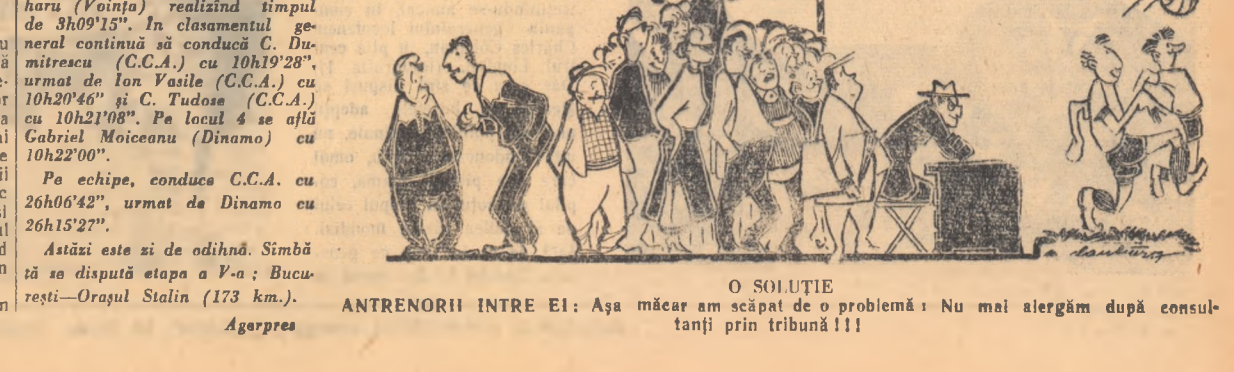 haru (Voința) realizînd timpul
de 3h09'15". In clasamentul ge-
neral continuă să conducă C. Du-
mitrescu (C.C.A.) cu 10h19'28",
urmat de Ion Vasile (C.C.A.) cu
10h20'46" și C. Tudose (C.C.A.)
cu 10h21'08". Pe locul 4 se află
Gabriel Moiceanu (Dinamo) cu
10h22'00".
Pe echipe, conduce C.C.A. cu
26h06'42", urmat de Dinamo cu
26h15'27".
Astăzi este zi de odihnă. Simbă
tă se dispută etapa a V-a ; Bucu-
rești—Orașul Stalin (173 km.).
Agerpres
O SOLUȚIE
ANTRENORII INTRE EI: Așa măcar am scăpat de o problemă : Nu mai alergăm după consul-
tanți prin tribună !!!